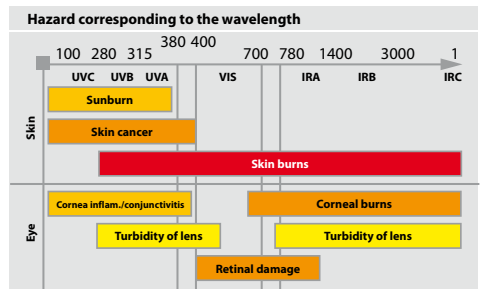 Hazard corresponding to the wavelength
100 280 315 380 400 700 780 1400 3000 1
UVC UVB UVA VIS IRA IRB IRC
Skin
Sunburn
Skin cancer
Skin burns
Eye
Cornea inflam./conjunctivitis Corneal burns
Turbidity of lens Turbidity of lens
Retinal damage